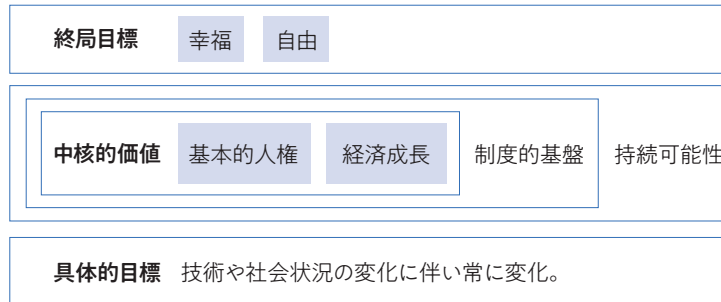 終局目標 幸福 自由
中核的価値 基本的人権 経済成長 制度的基盤 持続可能性
具体的目標 技術や社会状況の変化に伴い常に変化。